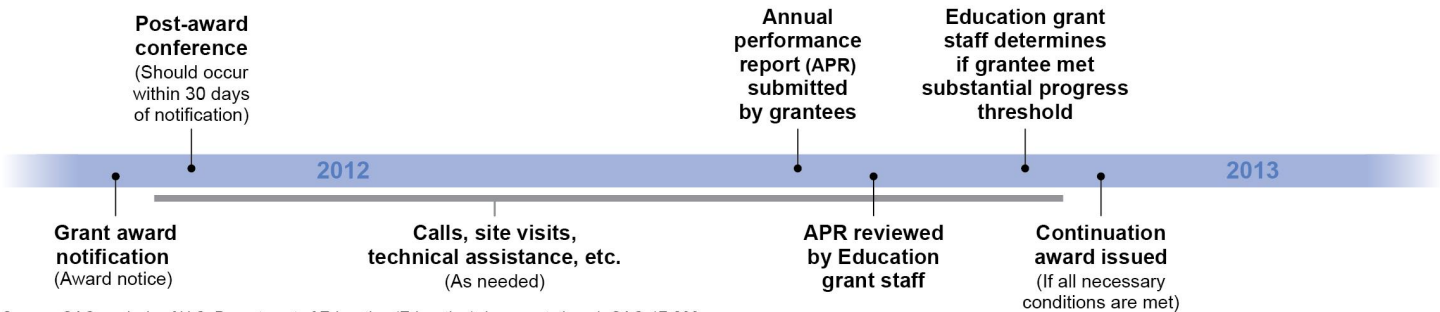 Post-award
conference
(Should occur
within 30 days
of notification)
Annual
performance
report (APR)
submitted
by grantees
Education grant
staff determines
if grantee met
substantial progress
threshold
2012
2013
Grant award
notification
(Award notice)
Calls, site visits,
technical assistance, etc.
(As needed)
APR reviewed
by Education
grant staff
Continuation
award issued
(If all necessary
conditions are met)